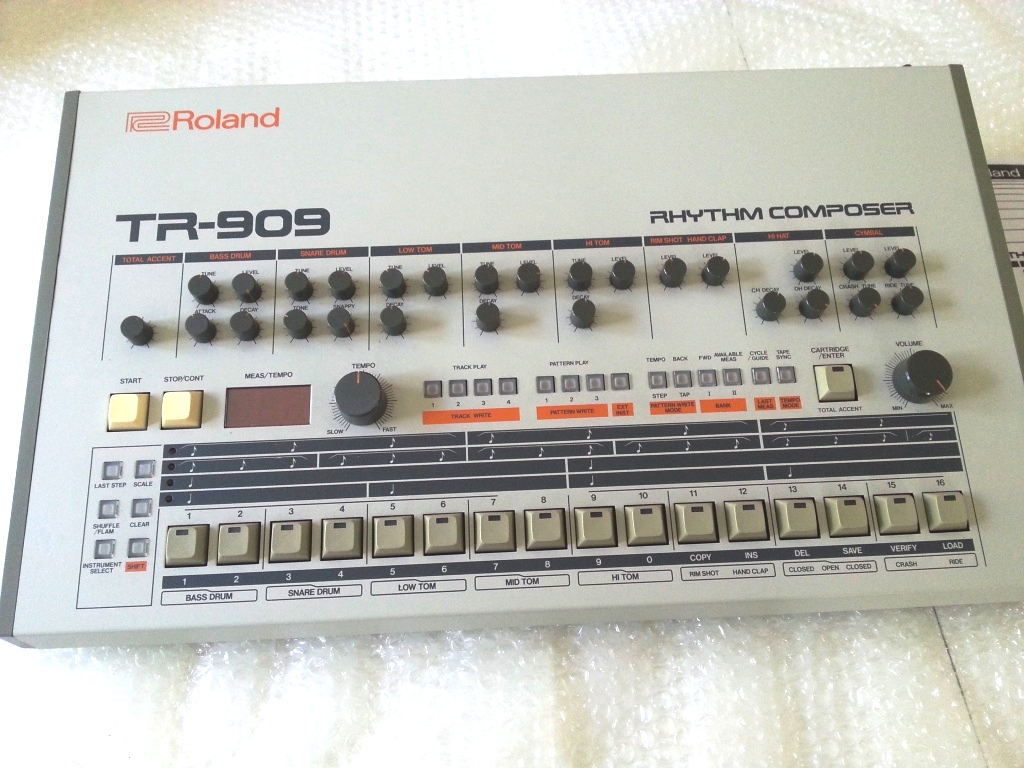 Roland
TR-909
RHYTHM COMPOSER
TOTAL ACCENT BASS DRUM SNARE DRUM LOW TOM MID TOM HI TOM RIM SHOT HAND CLAP HI HAT CYMBAL
TUNE LEVEL TUNE LEVEL TUNE LEVEL TUNE LEVEL TUNE LEVEL LEVEL LEVEL LEVEL LEVEL LEVEL
ATTACK DECAY TONE SNAPPY DECAY DECAY DECAY CH DECAY OH DECAY CRASH TUNE RIDE TUNE
START STOP/CONT MEAS/TEMPO TEMPO TRACK PLAY PATTERN PLAY TEMPO BACK FWD AVAILABLE MEAS CYCLE/GUIDE TAPE SYNC CARTRIDGE/ENTER VOLUME
SLOW FAST
1 2 3 4 1 2 3 STEP TAP I II
TRACK WRITE PATTERN WRITE EXT INST PATTERN WRITE MODE BANK LAST MEAS TEMPO MODE TOTAL ACCENT MIN MAX
LAST STEP SCALE
SHUFFLE/FLAM CLEAR
INSTRUMENT SELECT SHIFT
1 2 3 4 5 6 7 8 9 10 11 12 13 14 15 16
1 2 3 4 5 6 7 8 9 0 COPY INS DEL SAVE VERIFY LOAD
BASS DRUM SNARE DRUM LOW TOM MID TOM HI TOM RIM SHOT HAND CLAP CLOSED OPEN CLOSED CRASH RIDE